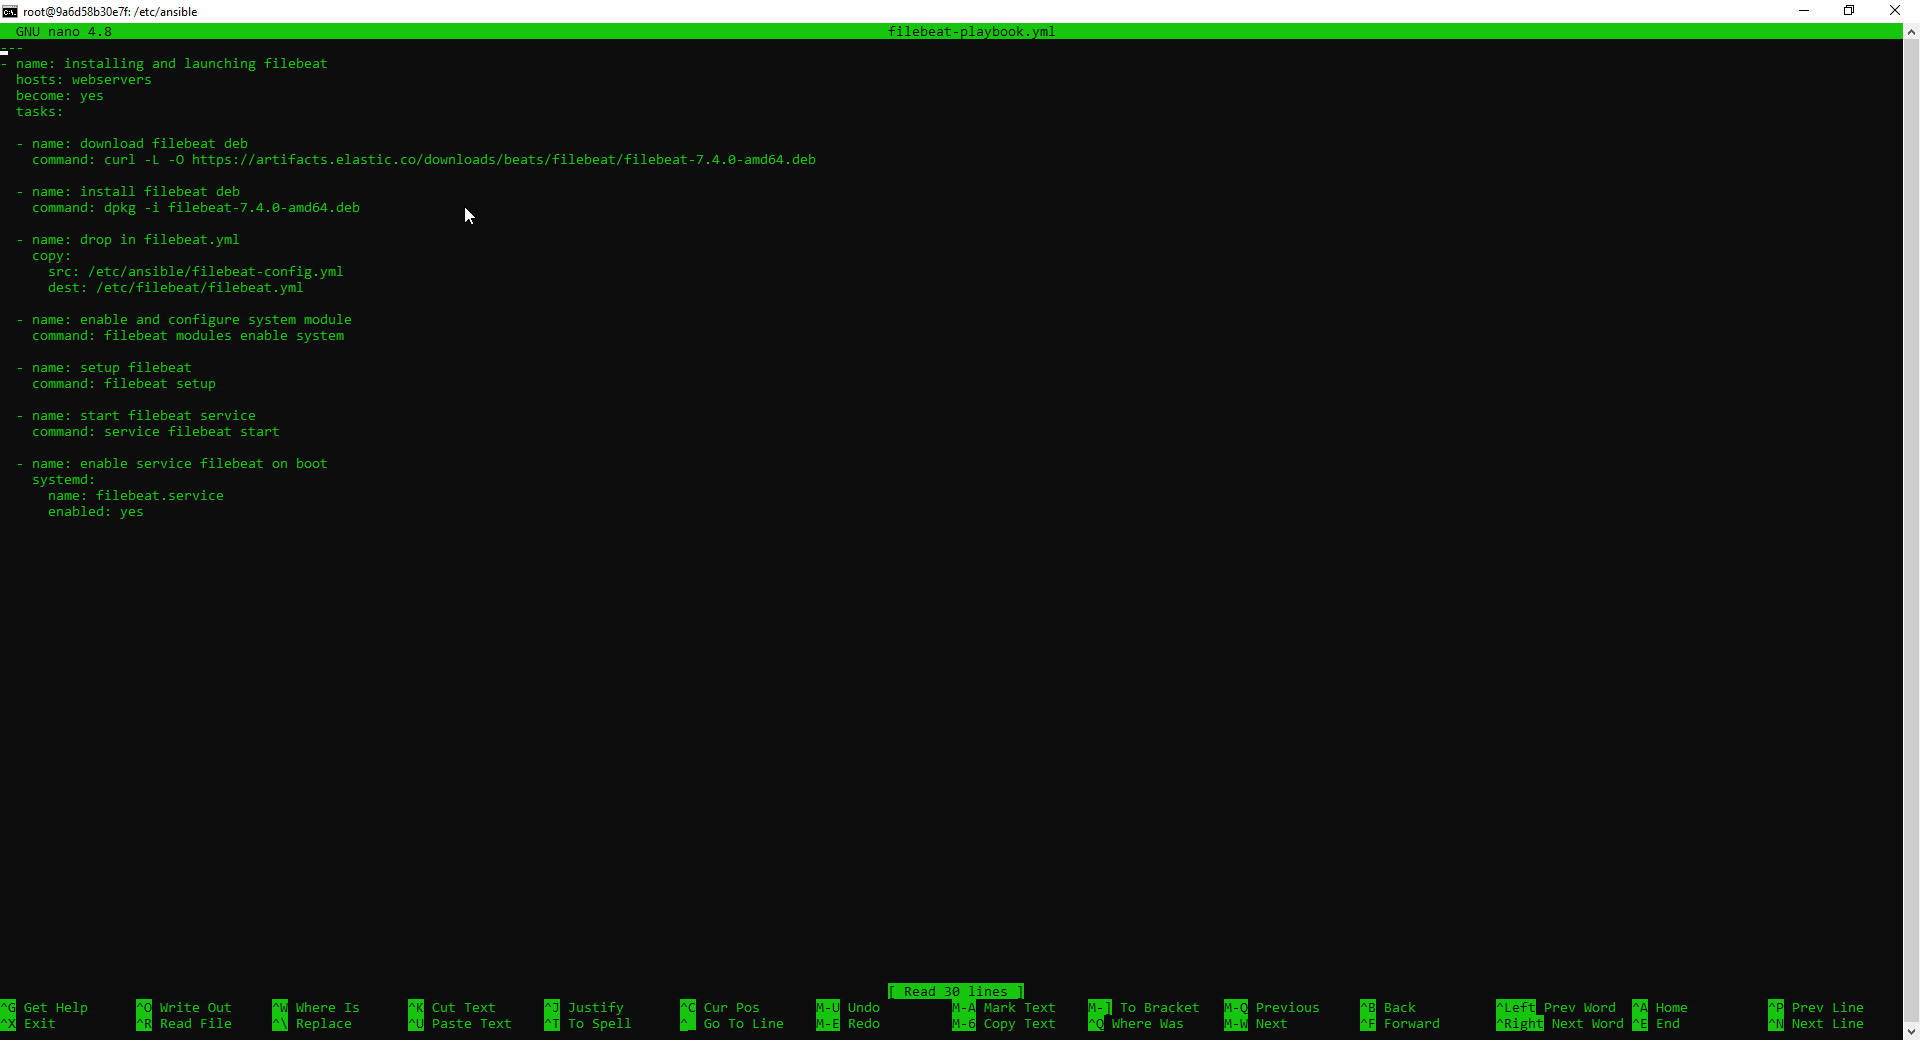 root@9a6d58b30e7f: /etc/ansible
GNU nano 4.8 filebeat-playbook.yml
---
- name: installing and launching filebeat
  hosts: webservers
  become: yes
  tasks:

  - name: download filebeat deb
    command: curl -L -O https://artifacts.elastic.co/downloads/beats/filebeat/filebeat-7.4.0-amd64.deb

  - name: install filebeat deb
    command: dpkg -i filebeat-7.4.0-amd64.deb

  - name: drop in filebeat.yml
    copy:
      src: /etc/ansible/filebeat-config.yml
      dest: /etc/filebeat/filebeat.yml

  - name: enable and configure system module
    command: filebeat modules enable system

  - name: setup filebeat
    command: filebeat setup

  - name: start filebeat service
    command: service filebeat start

  - name: enable service filebeat on boot
    systemd:
      name: filebeat.service
      enabled: yes

[ Read 30 lines ]
^G Get Help ^O Write Out ^W Where Is ^K Cut Text ^J Justify ^C Cur Pos M-U Undo M-A Mark Text M-] To Bracket M-Q Previous ^B Back ^Left Prev Word ^A Home ^P Prev Line
^X Exit ^R Read File ^\ Replace ^U Paste Text ^T To Spell ^_ Go To Line M-E Redo M-6 Copy Text ^Q Where Was M-W Next ^F Forward ^Right Next Word ^E End ^N Next Line